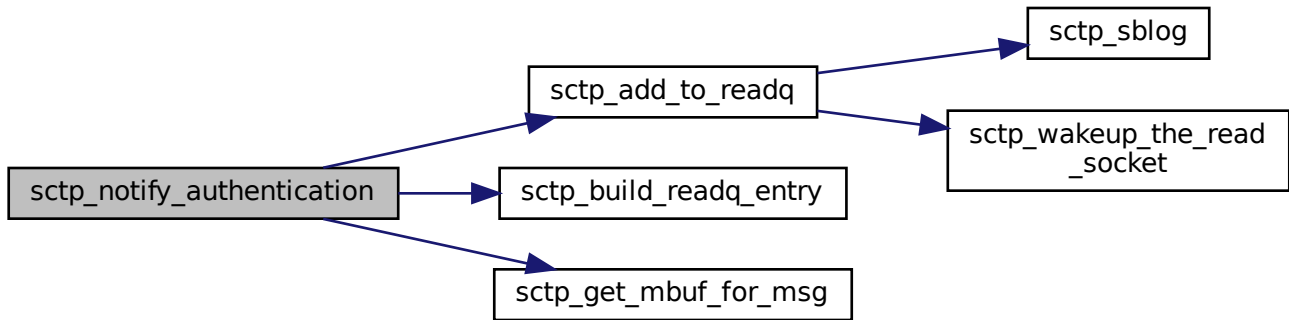 sctp_notify_authentication
sctp_add_to_readq
sctp_sblog
sctp_wakeup_the_read
_socket
sctp_build_readq_entry
sctp_get_mbuf_for_msg